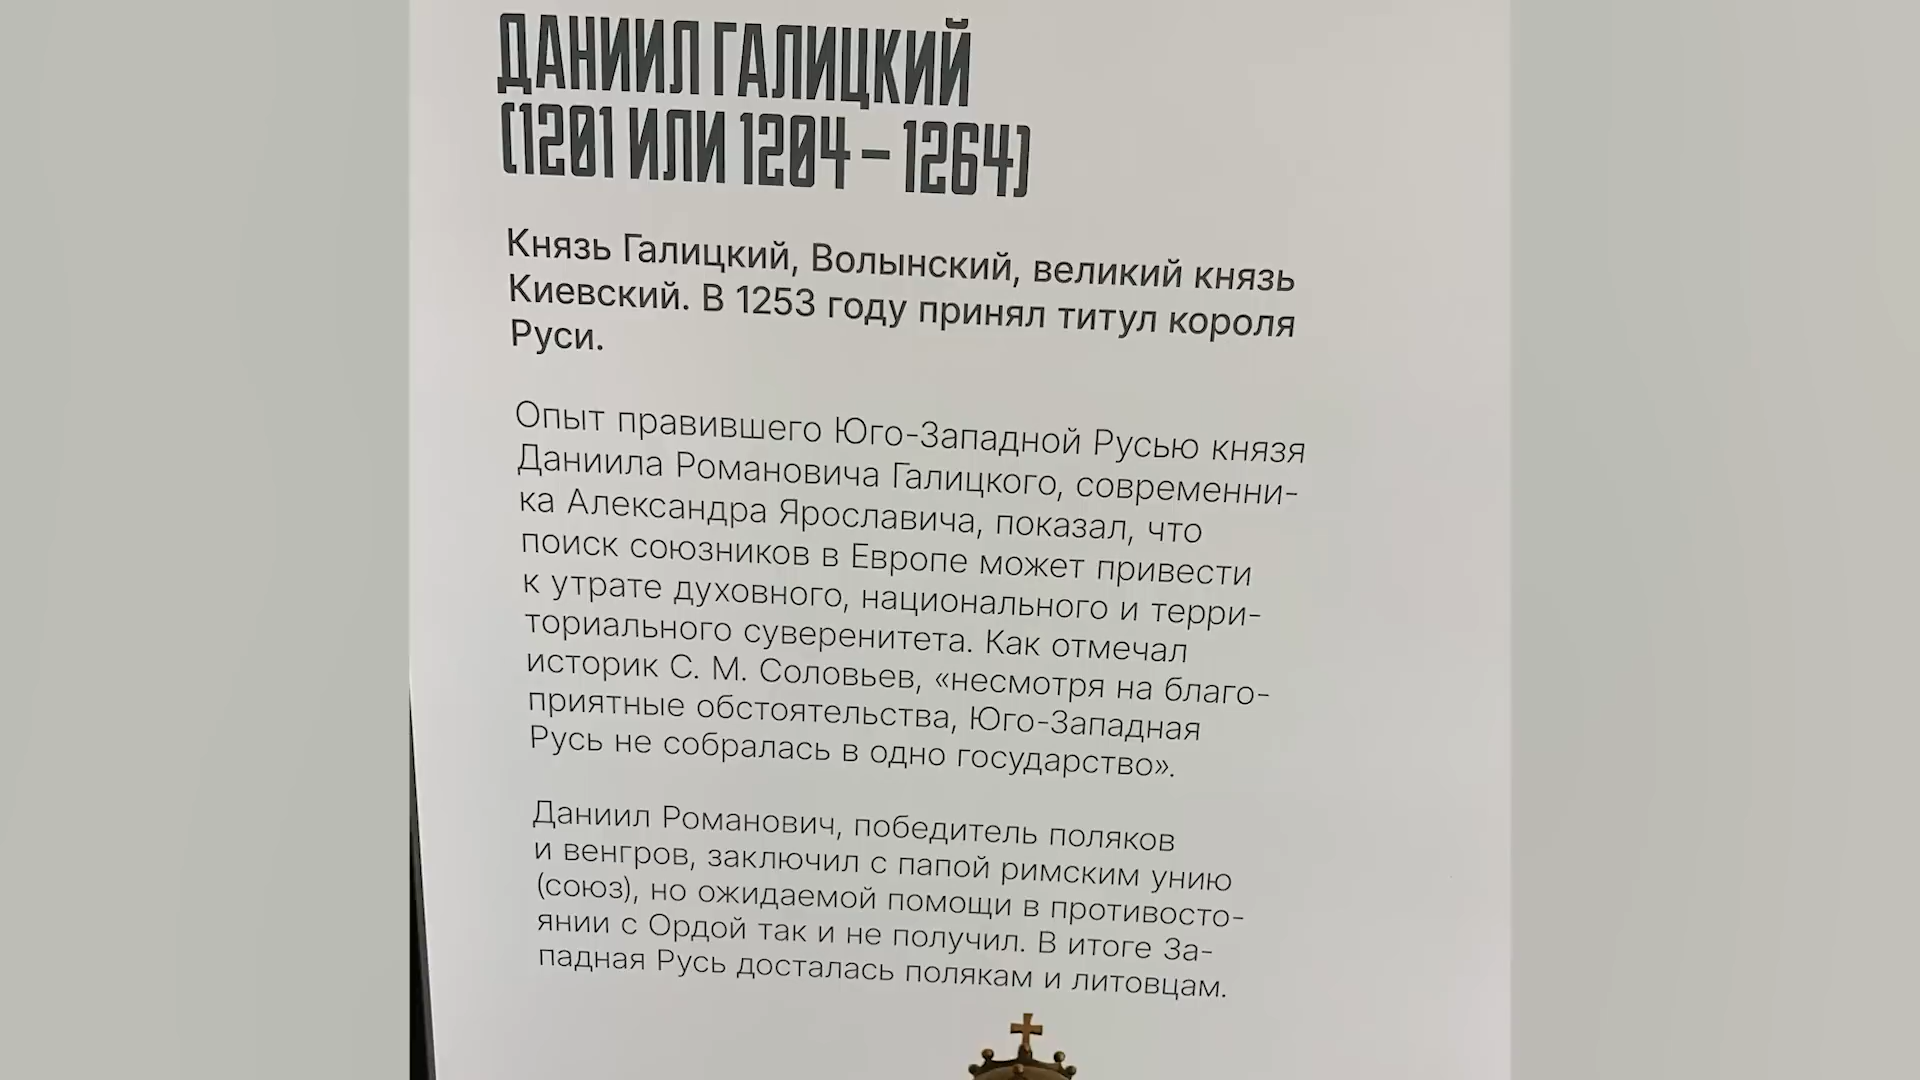 ДАНИИЛ ГАЛИЦКИЙ
(1201 ИЛИ 1204 – 1264)
Князь Галицкий, Волынский, великий князь
Киевский. В 1253 году принял титул короля
Руси.
Опыт правившего Юго-Западной Русью князя
Даниила Романовича Галицкого, современни-
ка Александра Ярославича, показал, что
поиск союзников в Европе может привести
к утрате духовного, национального и терри-
ториального суверенитета. Как отмечал
историк С. М. Соловьев, «несмотря на благо-
приятные обстоятельства, Юго-Западная
Русь не собралась в одно государство».
Даниил Романович, победитель поляков
и венгров, заключил с папой римским унию
(союз), но ожидаемой помощи в противосто-
янии с Ордой так и не получил. В итоге За-
падная Русь досталась полякам и литовцам.